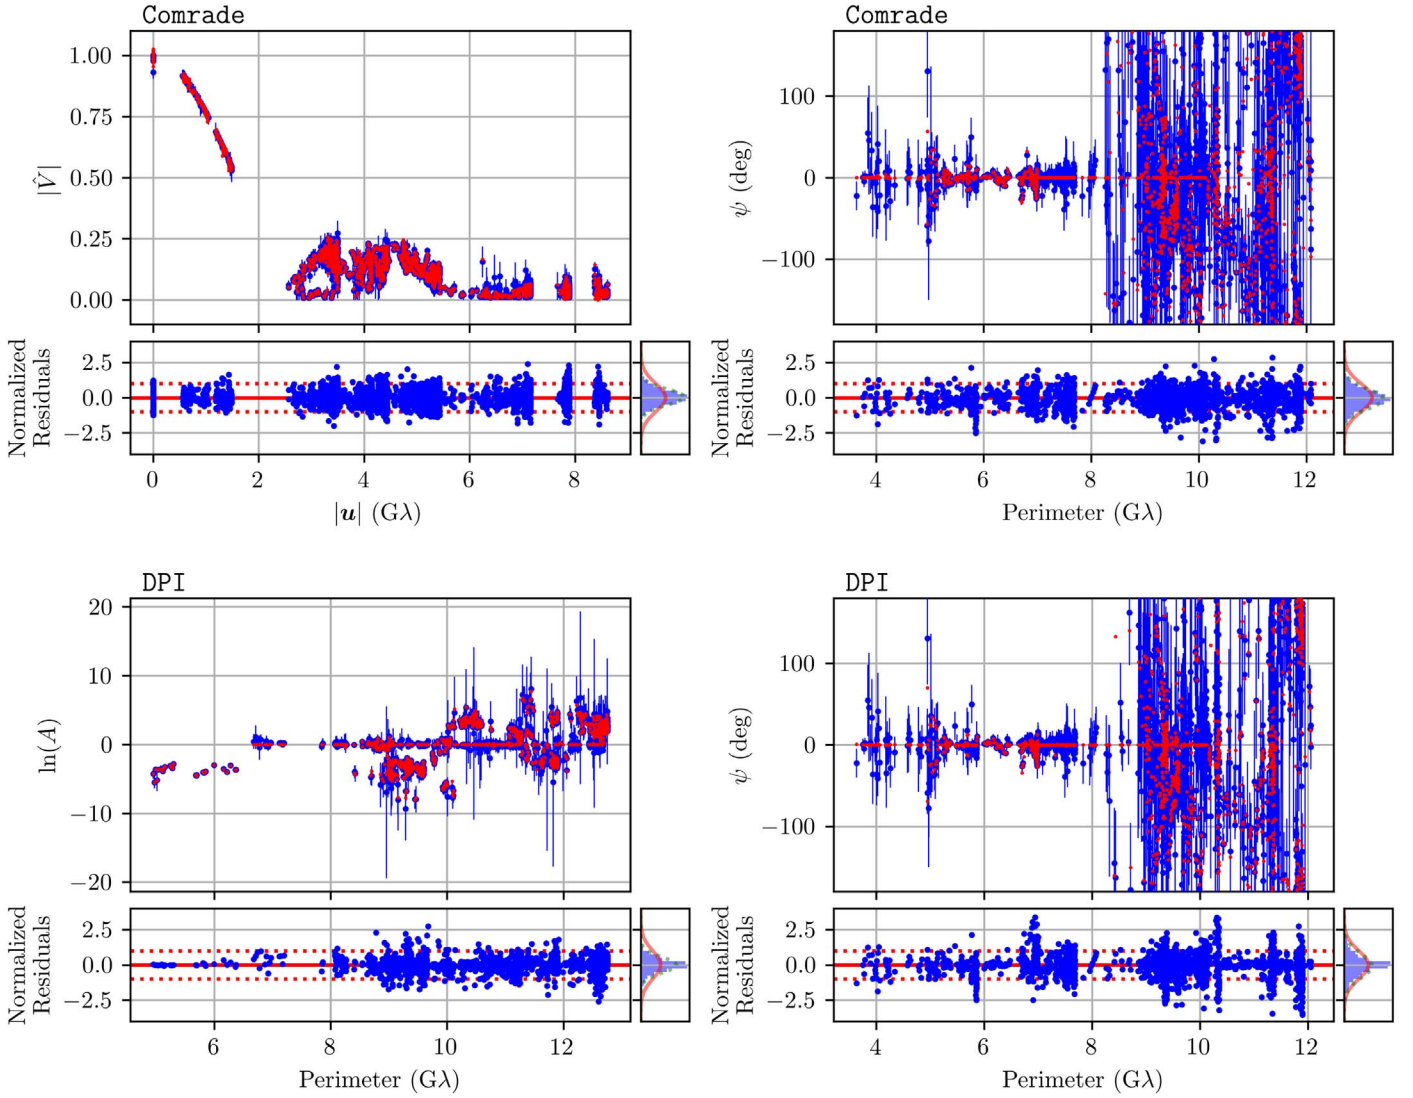 Comrade
1.00
0.75
0.50
0.25
0.00
|V̂|
2.5
0.0
−2.5
Normalized
Residuals
0 2 4 6 8
|u| (Gλ)
Comrade
100
0
−100
ψ (deg)
2.5
0.0
−2.5
Normalized
Residuals
4 6 8 10 12
Perimeter (Gλ)
DPI
20
10
0
−10
−20
ln(A)
2.5
0.0
−2.5
Normalized
Residuals
6 8 10 12
Perimeter (Gλ)
DPI
100
0
−100
ψ (deg)
2.5
0.0
−2.5
Normalized
Residuals
4 6 8 10 12
Perimeter (Gλ)